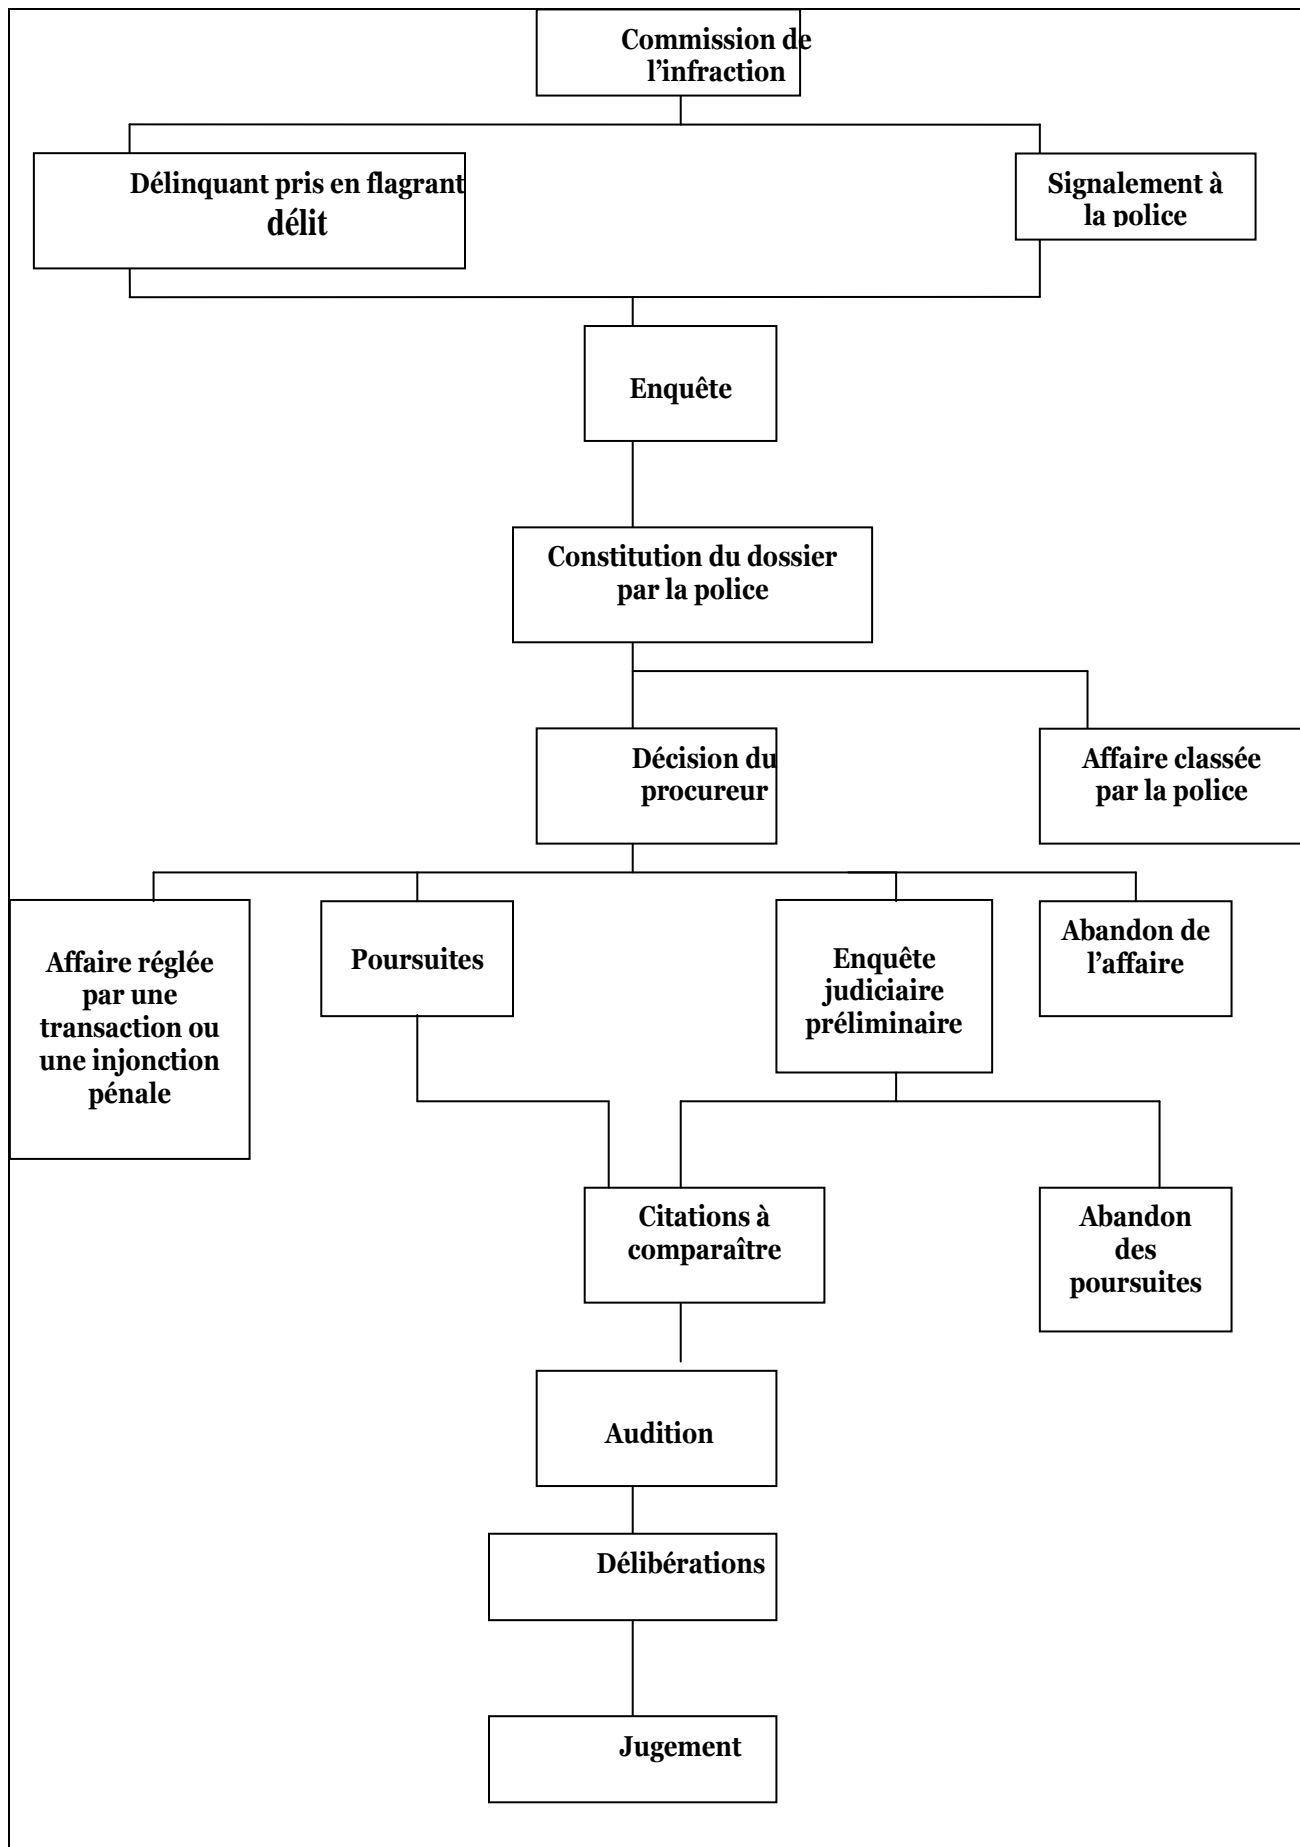 Commission de
l’infraction
Délinquant pris en flagrant
délit
Signalement à
la police
Enquête
Constitution du dossier
par la police
Décision du
procureur
Affaire classée
par la police
Affaire réglée
par une
transaction ou
une injonction
pénale
Poursuites
Enquête
judiciaire
préliminaire
Abandon de
l’affaire
Citations à
comparaître
Abandon
des
poursuites
Audition
Délibérations
Jugement